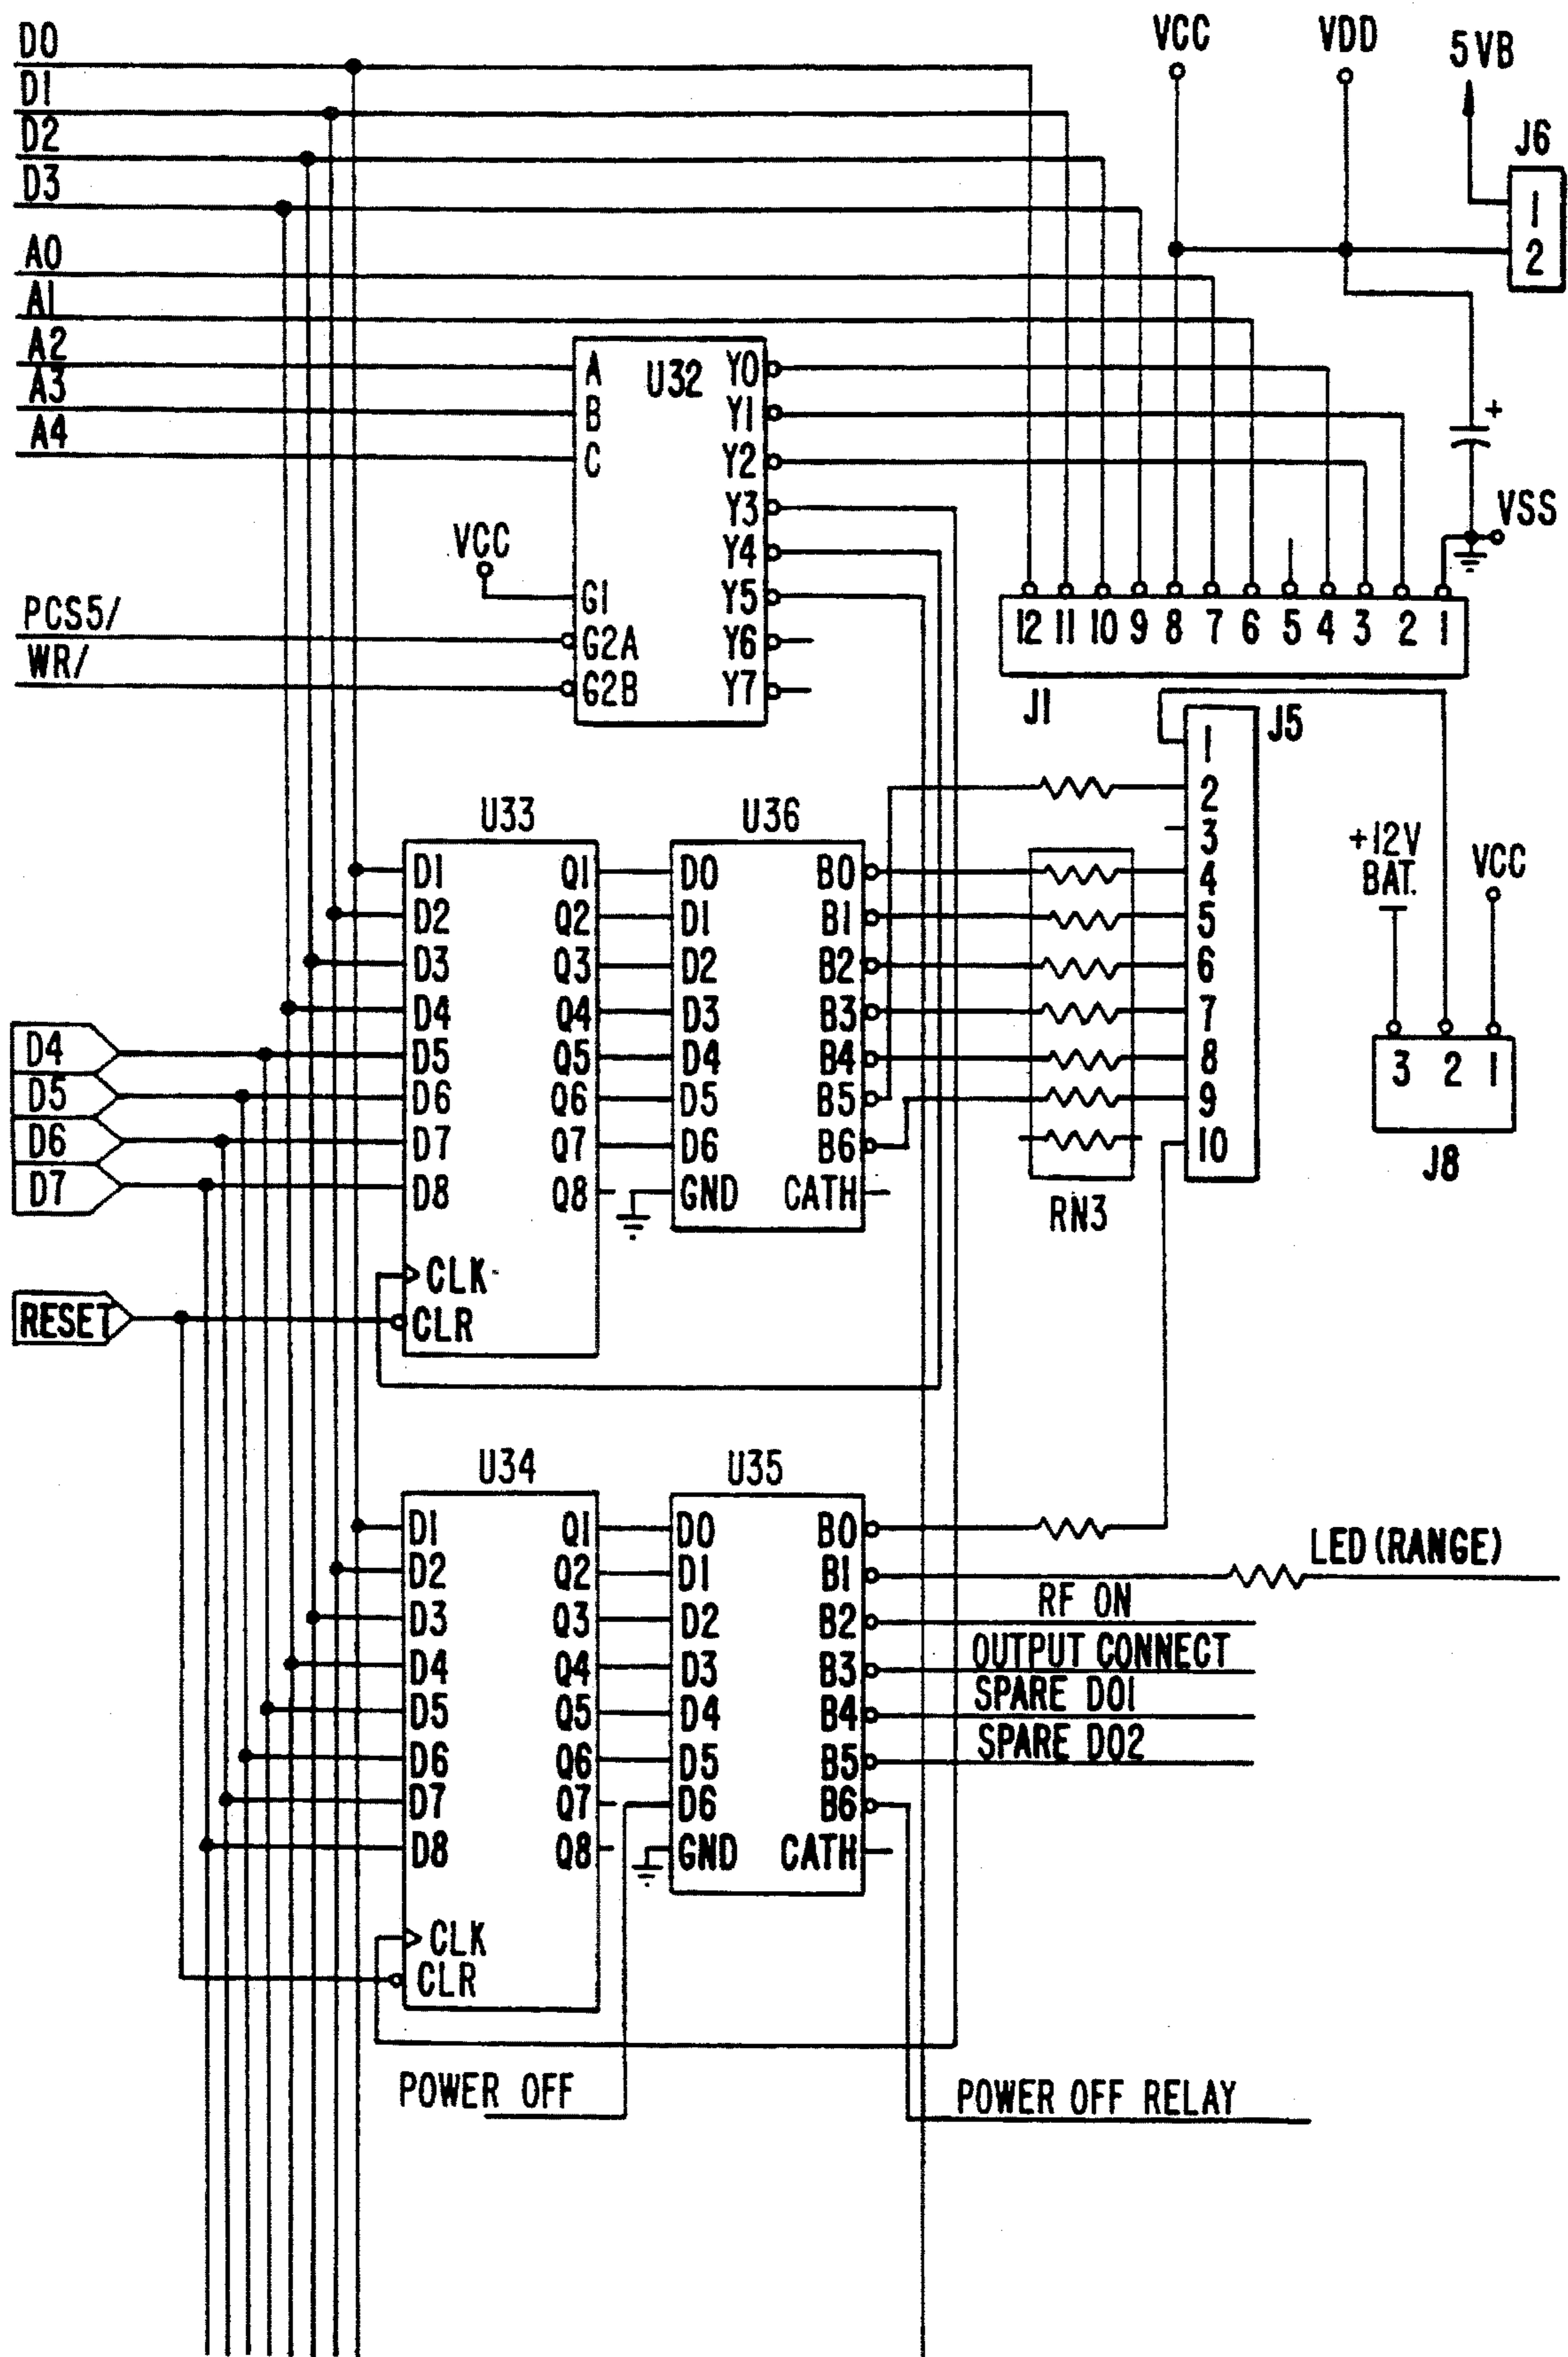 D0
D1
D2
D3
A0
A1
A2
A3
A4
VCC
VDD
5VB
J6
1
2
U32
A
B
C
G1
G2A
G2B
Y0
Y1
Y2
Y3
Y4
Y5
Y6
Y7
VCC
PCS5/
WR/
VSS
+
12 11 10 9 8 7 6 5 4 3 2 1
J1
J5
1
2
3
4
5
6
7
8
9
10
+12V
BAT.
VCC
3 2 1
J8
RN3
U33
D1 Q1
D2 Q2
D3 Q3
D4 Q4
D5 Q5
D6 Q6
D7 Q7
D8 Q8
CLK
CLR
U36
D0 B0
D1 B1
D2 B2
D3 B3
D4 B4
D5 B5
D6 B6
GND CATH
D4
D5
D6
D7
RESET
U34
D1 Q1
D2 Q2
D3 Q3
D4 Q4
D5 Q5
D6 Q6
D7 Q7
D8 Q8
CLK
CLR
U35
D0 B0
D1 B1
D2 B2
D3 B3
D4 B4
D5 B5
D6 B6
GND CATH
LED (RANGE)
RF ON
OUTPUT CONNECT
SPARE DO1
SPARE DO2
POWER OFF
POWER OFF RELAY